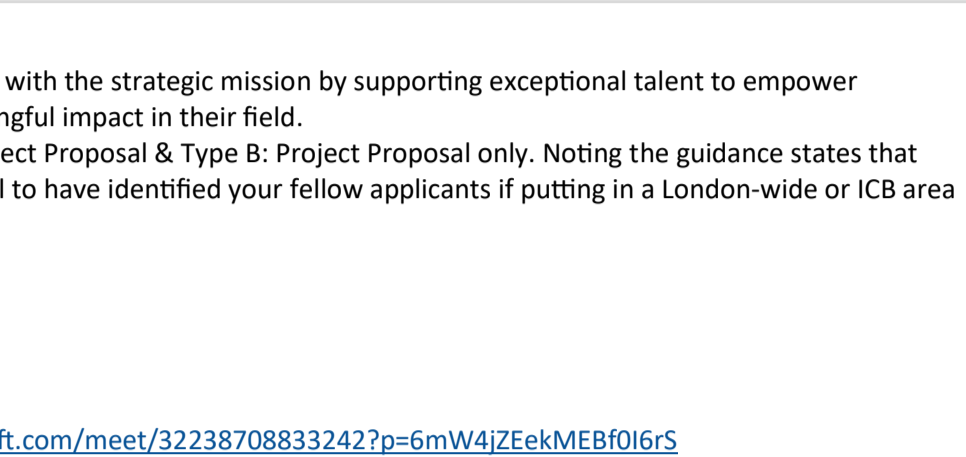 with the strategic mission by supporting exceptional talent to empower
ngful impact in their field.
ect Proposal & Type B: Project Proposal only. Noting the guidance states that
l to have identified your fellow applicants if putting in a London-wide or ICB area
ft.com/meet/32238708833242?p=6mW4jZEekMEBf0I6rS